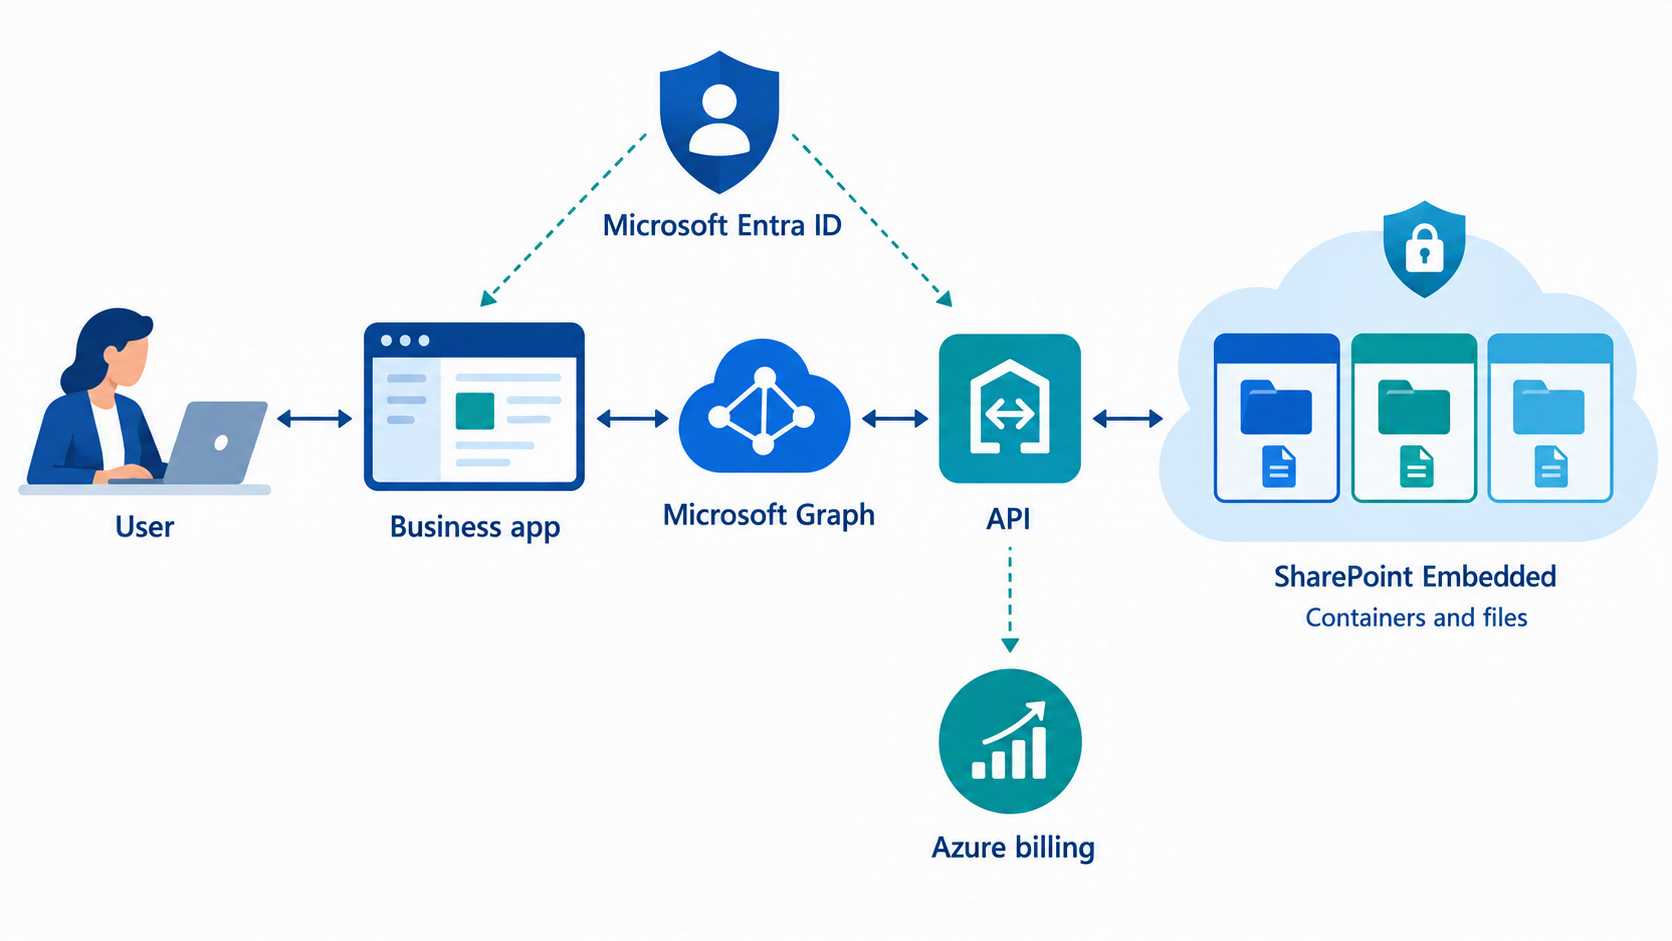 Microsoft Entra ID
User
Business app
Microsoft Graph
API
SharePoint Embedded
Containers and files
Azure billing